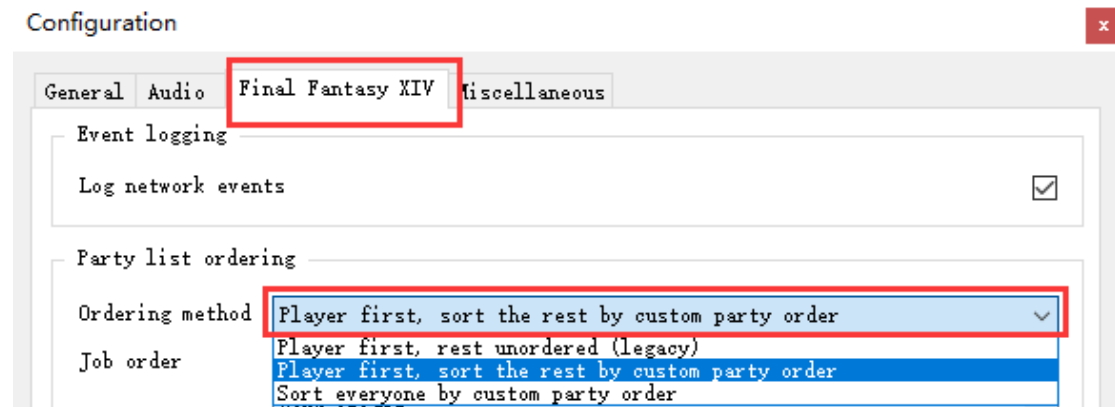 Configuration
x
General Audio Final Fantasy XIV Miscellaneous
Event logging
Log network events
Party list ordering
Ordering method Player first, sort the rest by custom party order
Player first, rest unordered (legacy)
Job order
Player first, sort the rest by custom party order
Sort everyone by custom party order